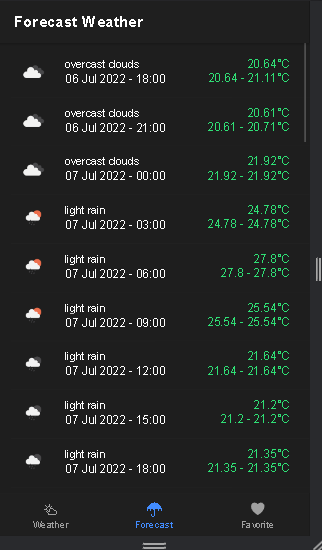 Forecast Weather
overcast clouds 20.64°C
06 Jul 2022 - 18:00 20.64 - 21.11°C
overcast clouds 20.61°C
06 Jul 2022 - 21:00 20.61 - 20.71°C
overcast clouds 21.92°C
07 Jul 2022 - 00:00 21.92 - 21.92°C
light rain 24.78°C
07 Jul 2022 - 03:00 24.78 - 24.78°C
light rain 27.8°C
07 Jul 2022 - 06:00 27.8 - 27.8°C
light rain 25.54°C
07 Jul 2022 - 09:00 25.54 - 25.54°C
light rain 21.64°C
07 Jul 2022 - 12:00 21.64 - 21.64°C
light rain 21.2°C
07 Jul 2022 - 15:00 21.2 - 21.2°C
light rain 21.35°C
07 Jul 2022 - 18:00 21.35 - 21.35°C
Weather Forecast Favorite